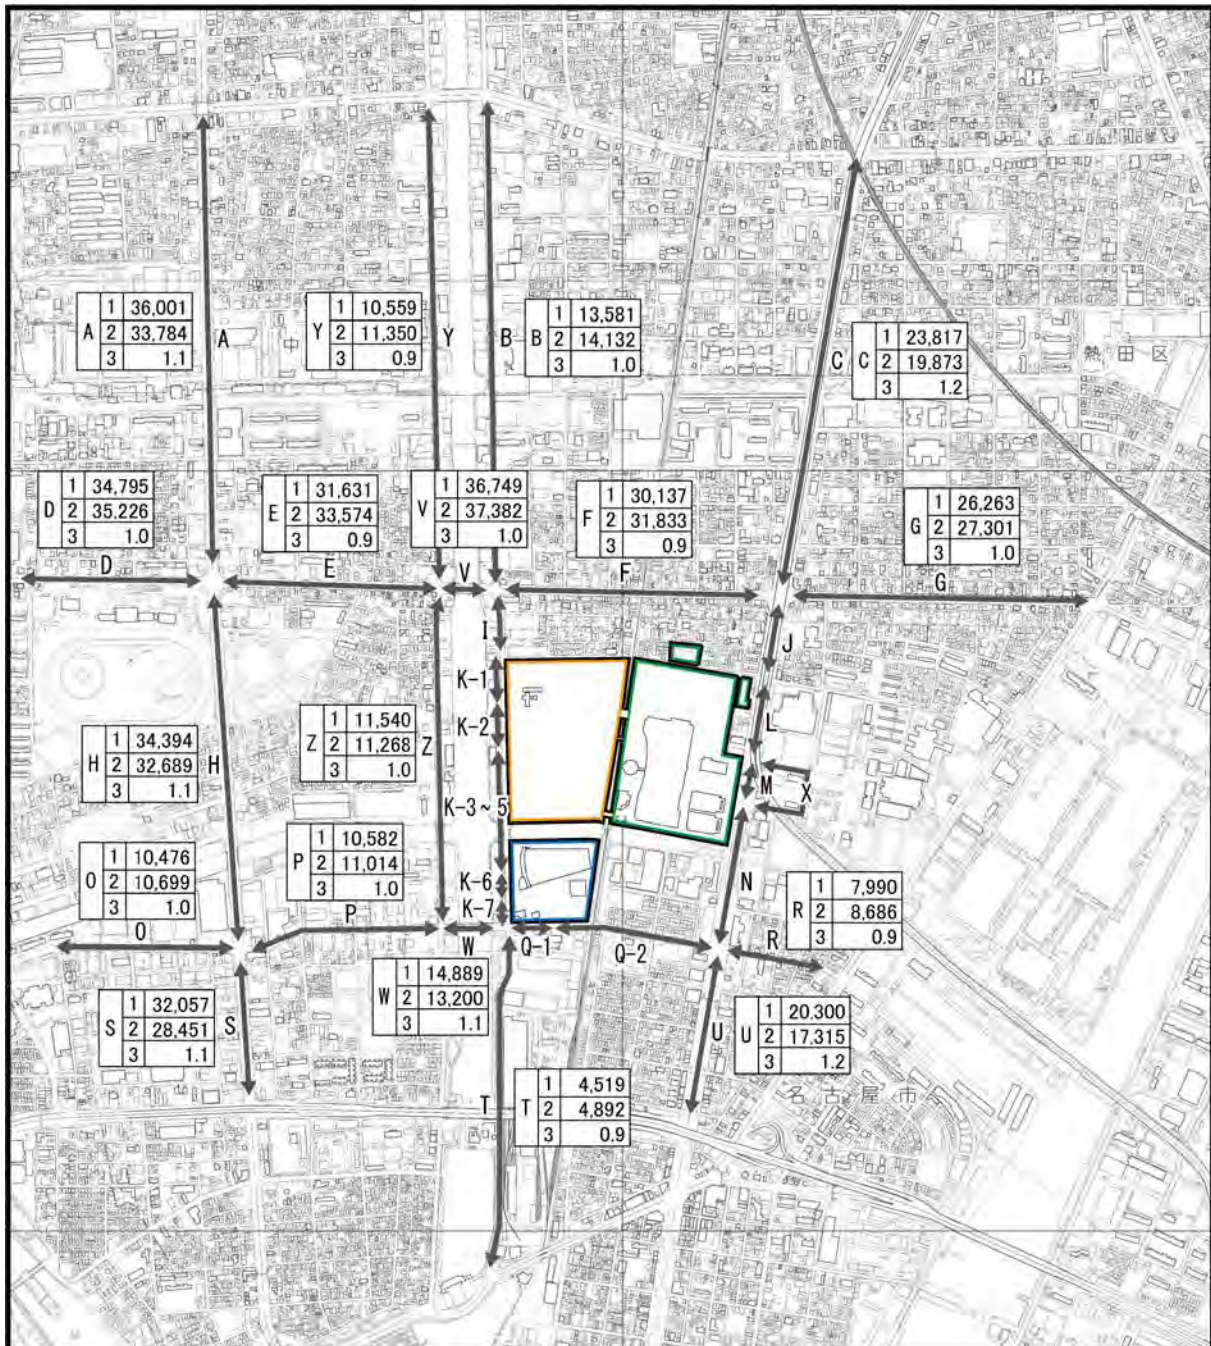 A 1 36,001
2 33,784
3 1.1
A
中
Y 1 10,559
2 11,350
3 0.9
Y
B
B 1 13,581
2 14,132
3 1.0
C
C 1 23,817
2 19,873
3 1.2
熱田区
D 1 34,795
2 35,226
3 1.0
D
E 1 31,631
2 33,574
3 0.9
E
V 1 36,749
2 37,382
3 1.0
V
F 1 30,137
2 31,833
3 0.9
F
G 1 26,263
2 27,301
3 1.0
G
I
J
K-1
K-2
L
H 1 34,394
2 32,689
3 1.1
H
Z 1 11,540
2 11,268
3 1.0
Z
K-3~5
M
X
O 1 10,476
2 10,699
3 1.0
O
P 1 10,582
2 11,014
3 1.0
P
K-6
K-7
N
R 1 7,990
2 8,686
3 0.9
R
W
Q-1
Q-2
W 1 14,889
2 13,200
3 1.1
S 1 32,057
2 28,451
3 1.1
S
U
U 1 20,300
2 17,315
3 1.2
T
T 1 4,519
2 4,892
3 0.9
名古屋市